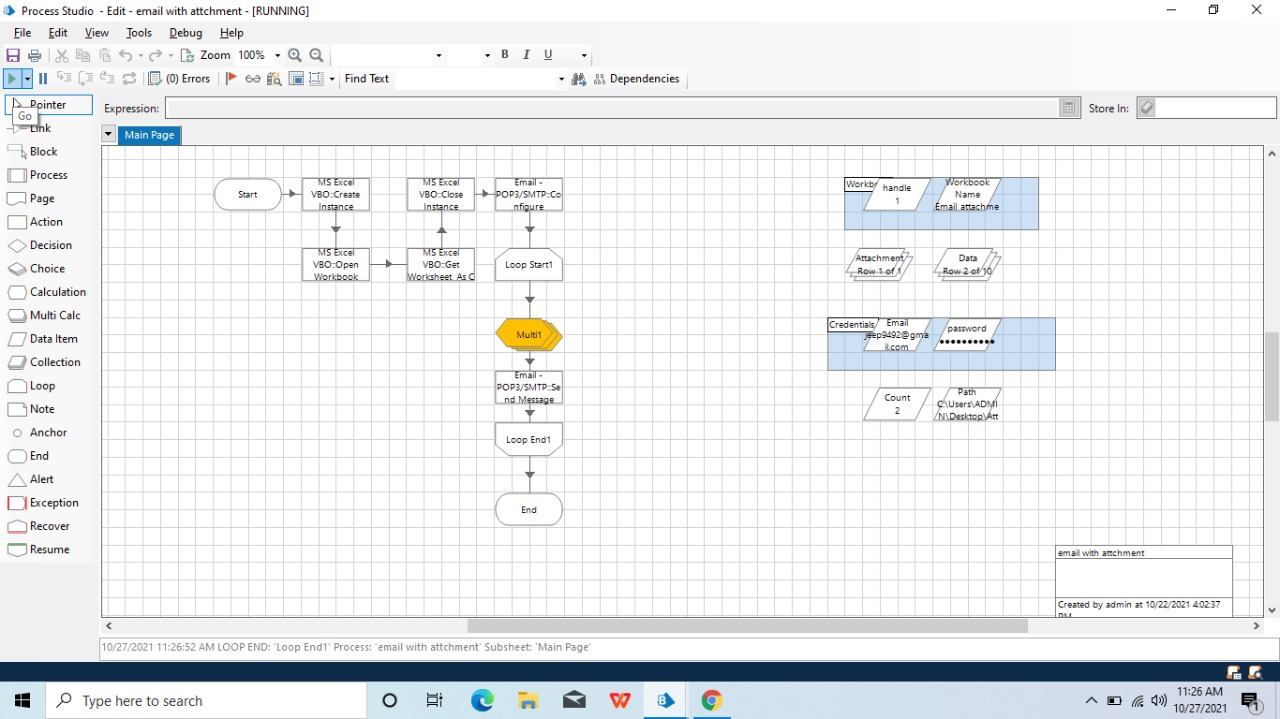 Process Studio - Edit - email with attchment - [RUNNING]
File Edit View Tools Debug Help
Zoom 100% B I U
(0) Errors Find Text Dependencies
Pointer
Go
Link
Block
Process
Page
Action
Decision
Choice
Calculation
Multi Calc
Data Item
Collection
Loop
Note
Anchor
End
Alert
Exception
Recover
Resume
Expression: Store In:
Main Page
Start
MS Excel
VBO::Create
Instance
MS Excel
VBO::Close
Instance
Email -
POP3/SMTP::Co
nfigure
MS Excel
VBO::Open
Workbook
MS Excel
VBO::Get
Worksheet As C
Loop Start1
Multi1
Email -
POP3/SMTP::Se
nd Message
Loop End1
End
handle
1
Workbook
Name
Email attachme
Attachment
Row 1 of 1
Data
Row 2 of 10
Credentials
Email
jeep9492@gma
il.com
password
••••••••••
Count
2
Path
C:\Users\ADMI
N\Desktop\Att
email with attchment
Created by admin at 10/22/2021 4:02:37
PM
10/27/2021 11:26:52 AM LOOP END: 'Loop End1' Process: 'email with attchment' Subsheet: 'Main Page'
Type here to search
11:26 AM
10/27/2021
1